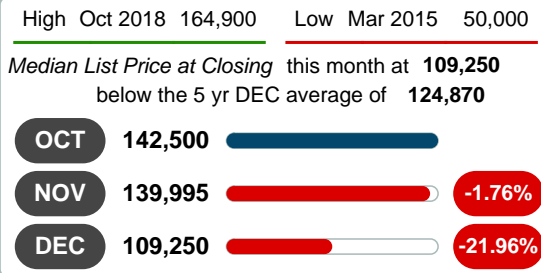 High Oct 2018 164,900 Low Mar 2015 50,000
Median List Price at Closing this month at 109,250
below the 5 yr DEC average of 124,870
OCT 142,500
NOV 139,995 -1.76%
DEC 109,250 -21.96%